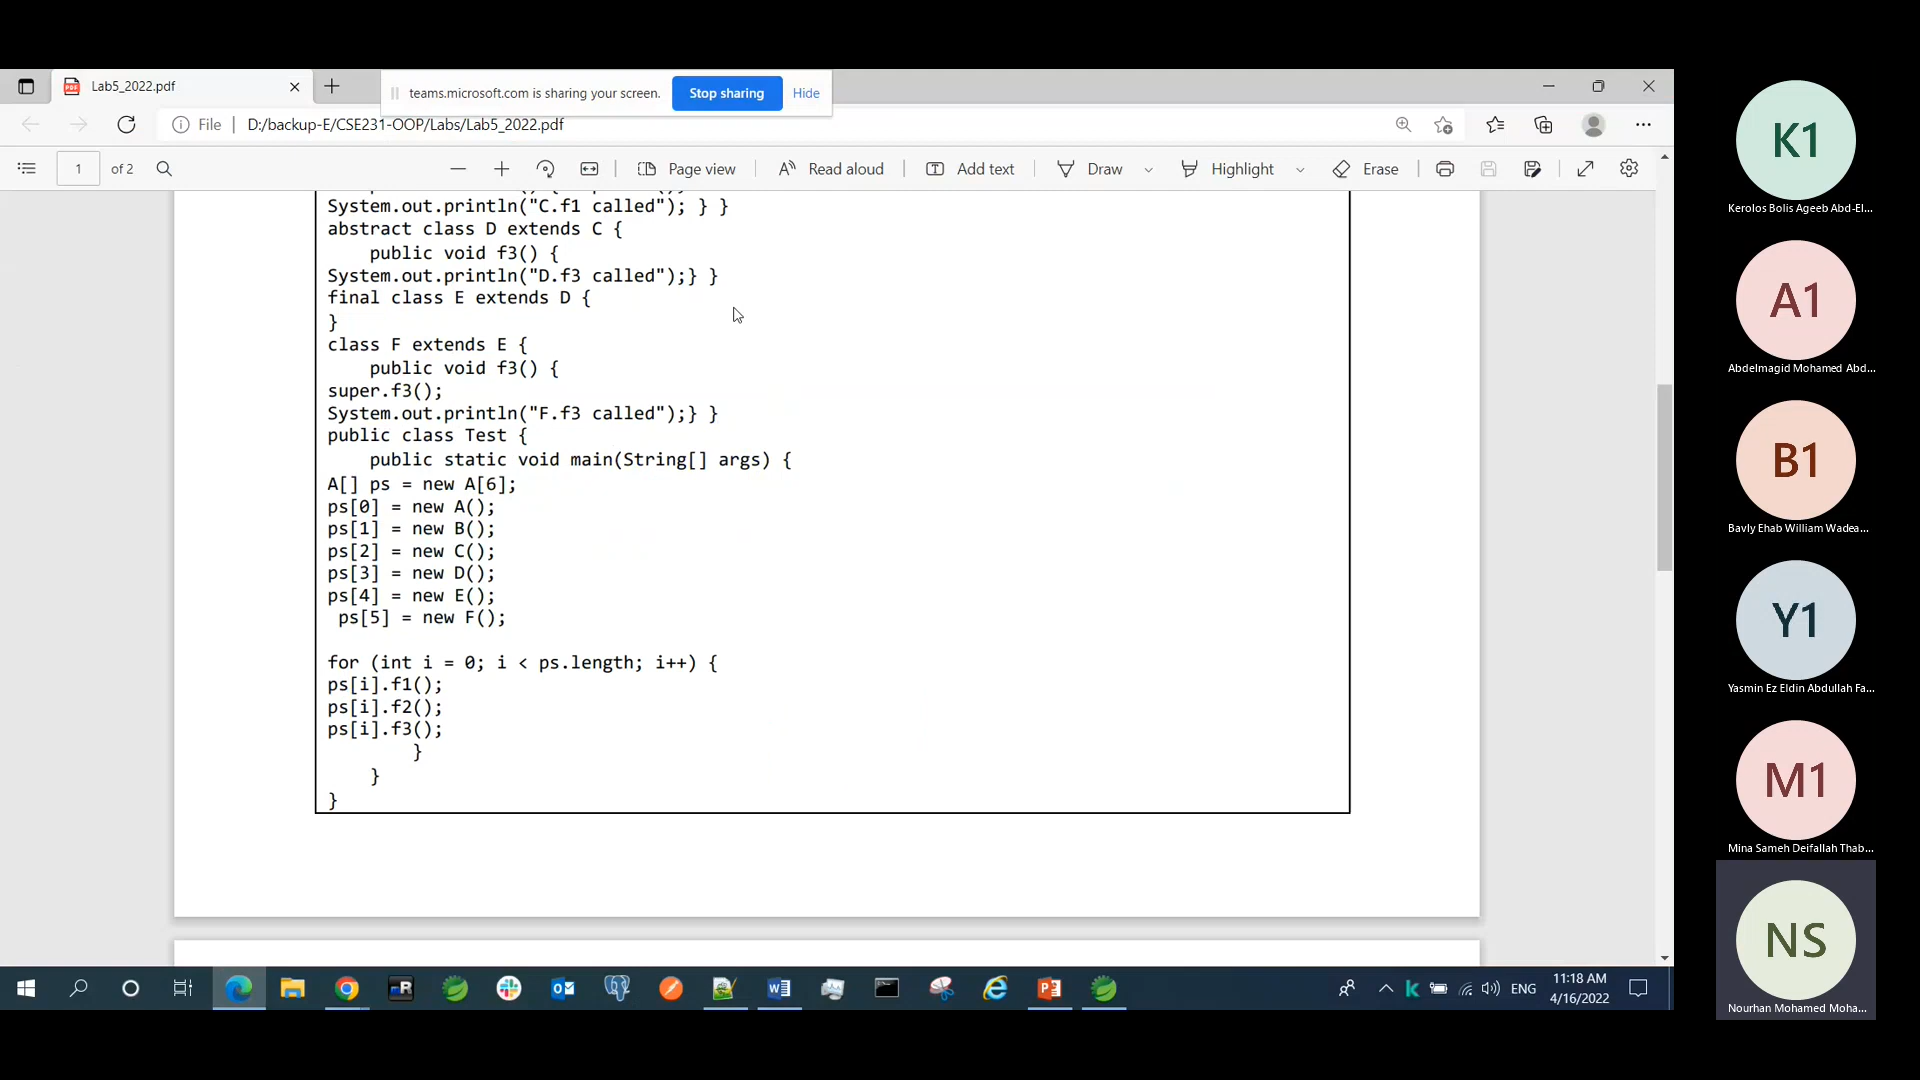 Lab5_2022.pdf
teams.microsoft.com is sharing your screen. Stop sharing Hide
File D:/backup-E/CSE231-OOP/Labs/Lab5_2022.pdf
1 of 2 Page view Read aloud Add text Draw Highlight Erase
System.out.println("C.f1 called"); } }
abstract class D extends C {
public void f3() {
System.out.println("D.f3 called");} }
final class E extends D {
}
class F extends E {
public void f3() {
super.f3();
System.out.println("F.f3 called");} }
public class Test {
public static void main(String[] args) {
A[] ps = new A[6];
ps[0] = new A();
ps[1] = new B();
ps[2] = new C();
ps[3] = new D();
ps[4] = new E();
ps[5] = new F();
for (int i = 0; i < ps.length; i++) {
ps[i].f1();
ps[i].f2();
ps[i].f3();
}
}
}
ENG
11:18 AM
4/16/2022
K1
Kerolos Bolis Ageeb Abd-El...
A1
Abdelmagid Mohamed Abd...
B1
Bavly Ehab William Wadea...
Y1
Yasmin Ez Eldin Abdullah Fa...
M1
Mina Sameh Deifallah Thab...
NS
Nourhan Mohamed Moha...